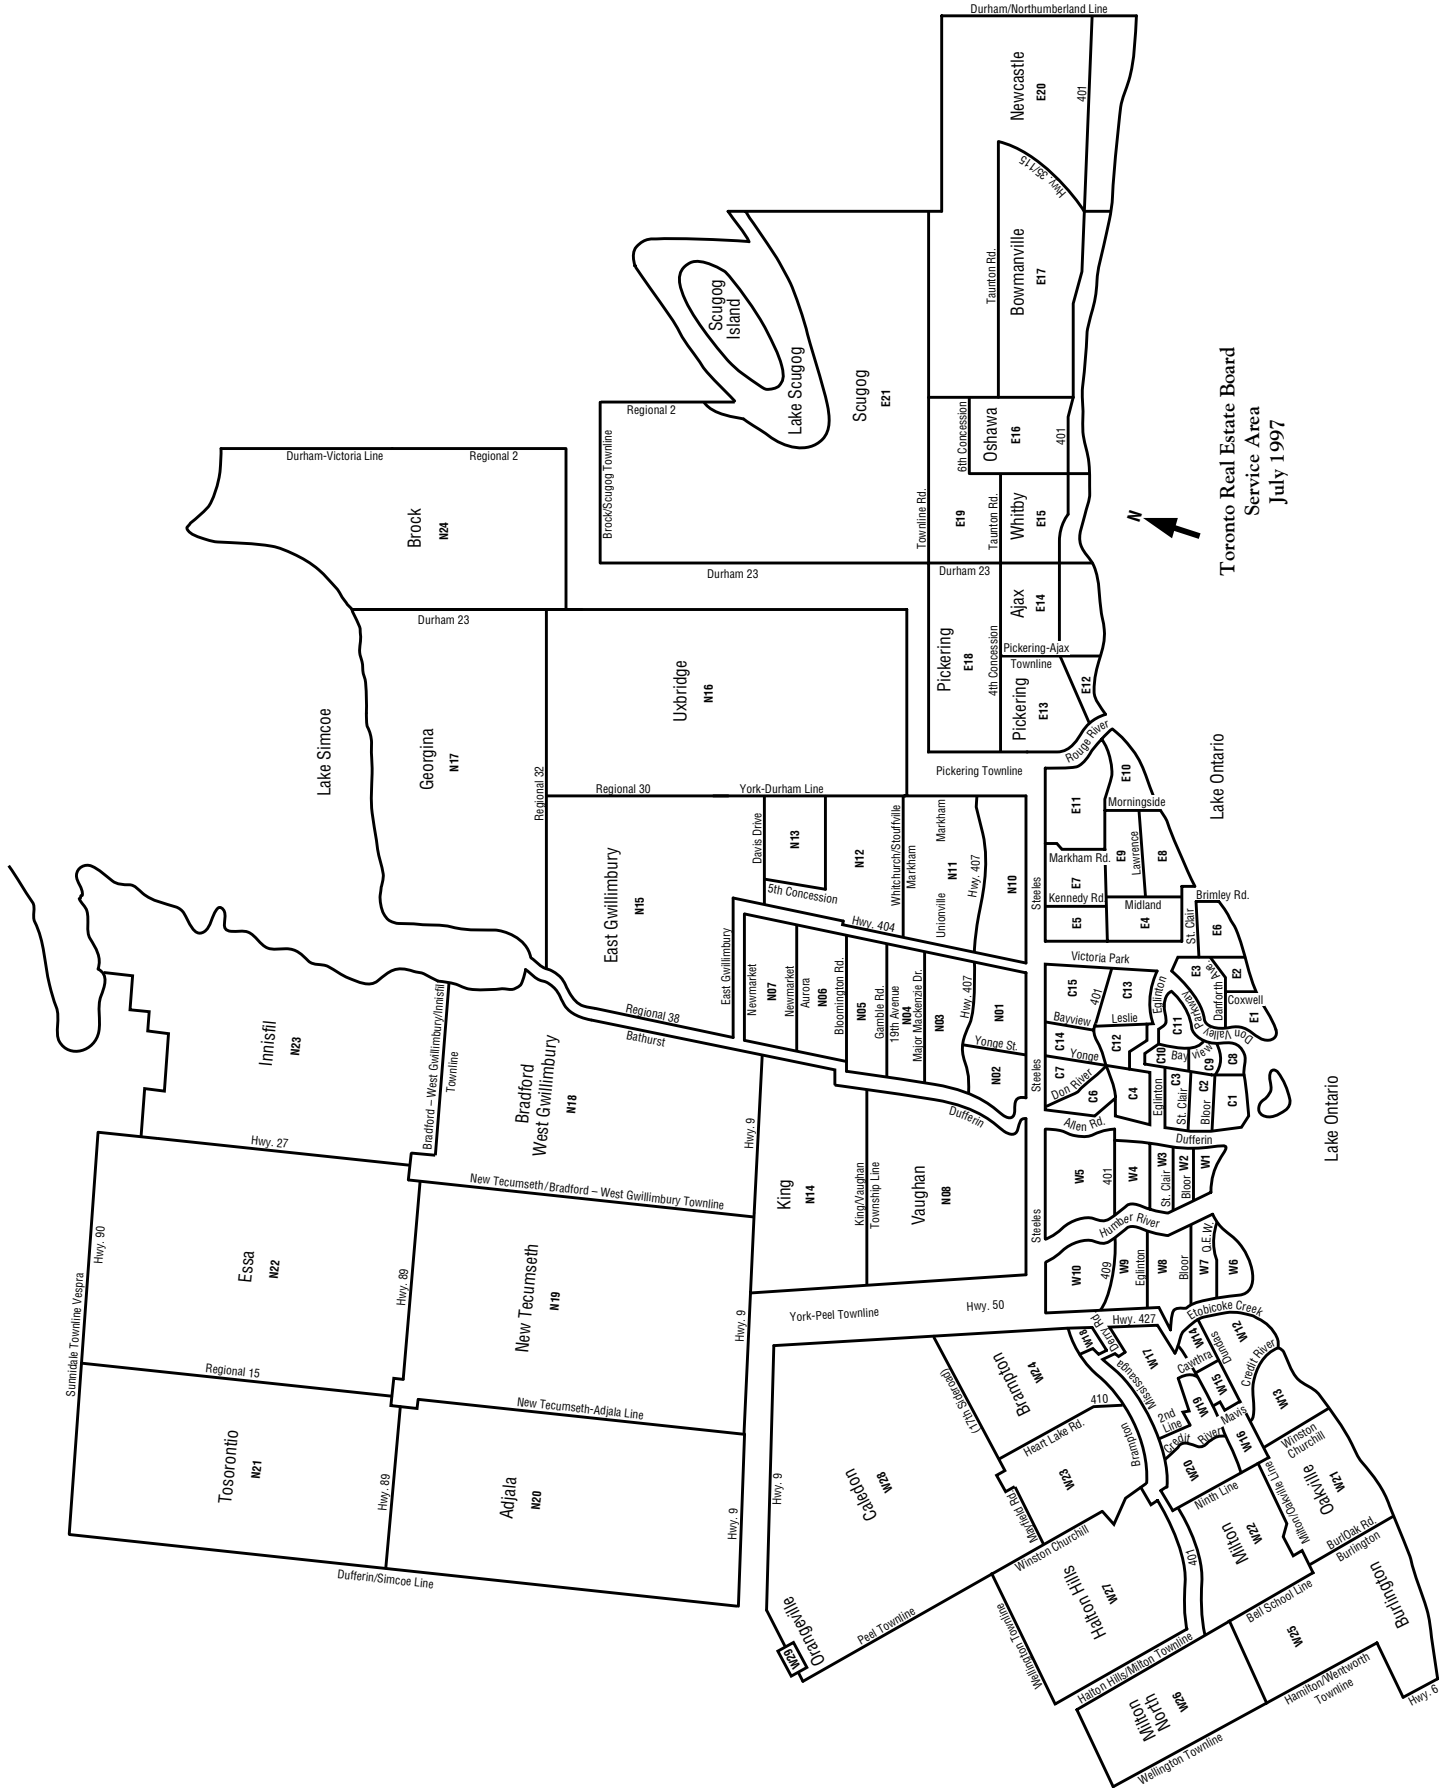 Durham/Northumberland Line
Newcastle
E20
401
Hwy. 35/115
Taunton Rd.
Bowmanville
E17
Scugog
Island
Lake Scugog
Scugog
E21
Regional 2
Brock/Scugog Townline
Durham-Victoria Line
Regional 2
Brock
N24
6th Concession
Oshawa
E16
401
Townline Rd.
E19
Taunton Rd.
Whitby
E15
N
Toronto Real Estate Board
Service Area
July 1997
Durham 23
Durham 23
Ajax
E14
Pickering-Ajax
Townline
Pickering
E18
4th Concession
Pickering
E13
E12
Rouge River
Pickering Townline
Durham 23
Lake Simcoe
Georgina
N17
Regional 32
Uxbridge
N16
Regional 30
York-Durham Line
East Gwillimbury
N15
Davis Drive
N13
5th Concession
N12
Whitchurch/Stouffville
Markham
Markham
Unionville
N11
Hwy. 407
N10
Hwy. 404
Steeles
E11
E10
Morningside
Markham Rd.
E9
Lawrence
E8
E7
Kennedy Rd.
Midland
E5
E4
Brimley Rd.
St. Clair
E6
Lake Ontario
East Gwillimbury
Newmarket
N07
Newmarket
Aurora
N06
Bloomington Rd.
N05
Gamble Rd.
19th Avenue
N04
Major Mackenzie Dr.
N03
Hwy. 407
N01
Yonge St.
N02
Regional 38
Bathurst
Dufferin
Steeles
Victoria Park
C15
401
C13
Eglinton
E3
Danforth Ave.
E2
Coxwell
E1
Bayview
Leslie
C11
Don Valley Parkway
C14
Yonge
C12
C10
Bay view
C9
C8
C7
Don River
C6
C4
Eglinton
C3
St. Clair
C2
Bloor
C1
Allen Rd.
Dufferin
Lake Ontario
Innisfil
N23
Bradford – West Gwillimbury/Innisfil
Townline
Bradford
West Gwillimbury
N18
Hwy. 27
Hwy. 9
New Tecumseth/Bradford – West Gwillimbury Townline
King
N14
King/Vaughan
Township Line
Vaughan
N08
Steeles
W5
401
W4
W3
St. Clair
W2
Bloor
W1
Humber River
W10
409
W9
Eglinton
W8
Bloor
W7
Q.E.W.
W6
Hwy. 90
Sunnidale Townline Vespra
Essa
N22
Hwy. 89
New Tecumseth
N19
Hwy. 9
York-Peel Townline
Hwy. 50
Hwy. 427
Etobicoke Creek
Regional 15
New Tecumseth-Adjala Line
Tosorontio
N21
Hwy. 89
Adjala
N20
Hwy. 9
Dufferin/Simcoe Line
Hwy. 9
Caledon
W28
(17th Sideroad)
Brampton
W24
410
Heart Lake Rd.
W23
Mayfield Rd.
Winston Churchill
Brampton
Mississauga
W18
Derry Rd.
W17
Cawthra
W14
Dundas
W12
Credit River
W13
W15
Mavis
W19
2nd
Line
Credit River
W16
W20
Ninth Line
Winston
Churchill
Oakville
W21
Milton/Oakville Line
Milton
W22
BurlOak Rd.
Burlington
401
Bell School Line
Halton Hills
W27
Wellington Townline
Halton Hills/Milton Townline
Peel Townline
Orangeville
W29
W25
Burlington
Hamilton/Wentworth
Townline
Hwy. 6
Milton
North
W26
Wellington Townline